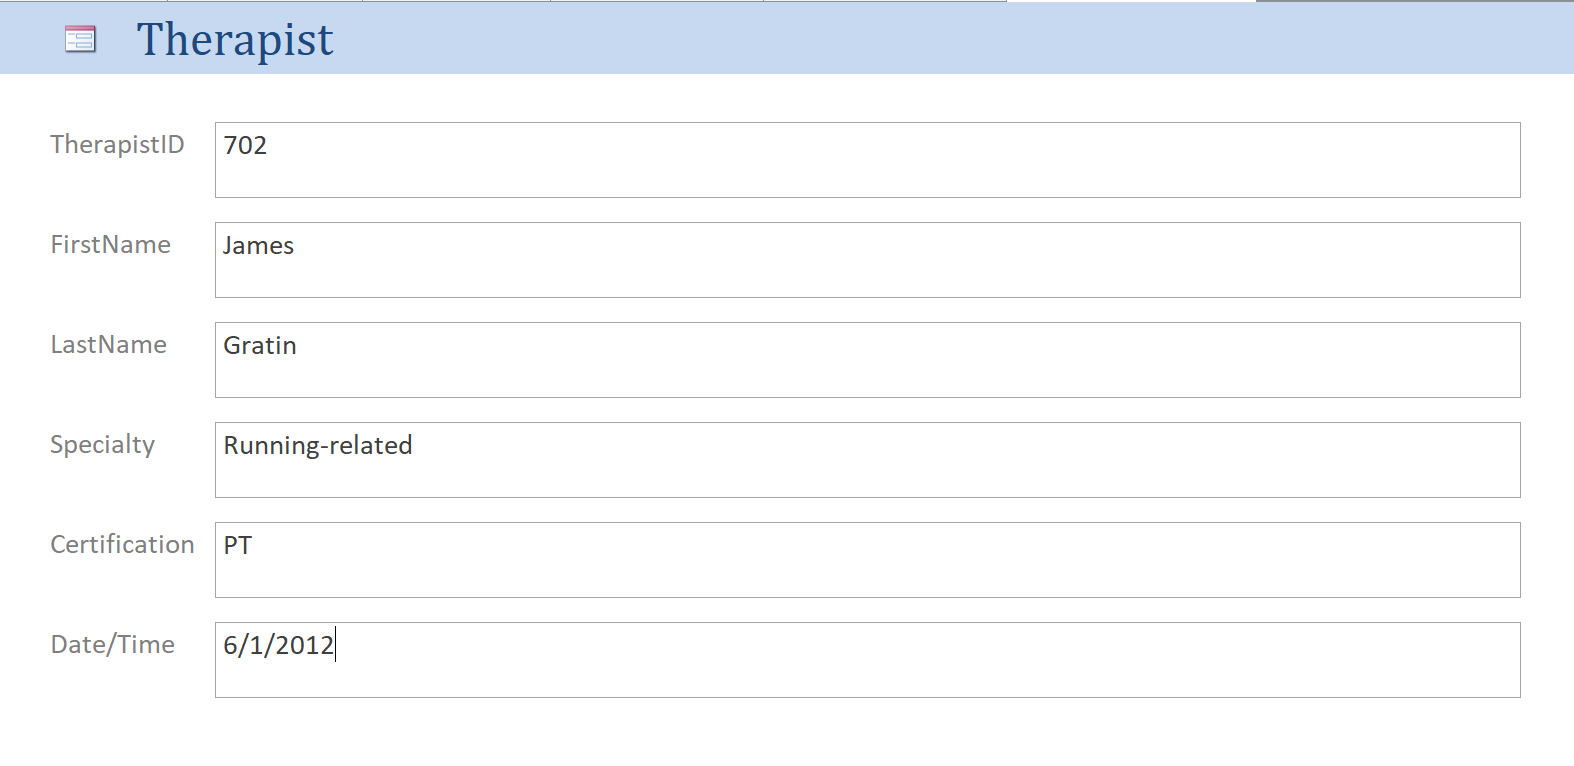 Therapist
TherapistID 702
FirstName James
LastName Gratin
Specialty Running-related
Certification PT
Date/Time 6/1/2012